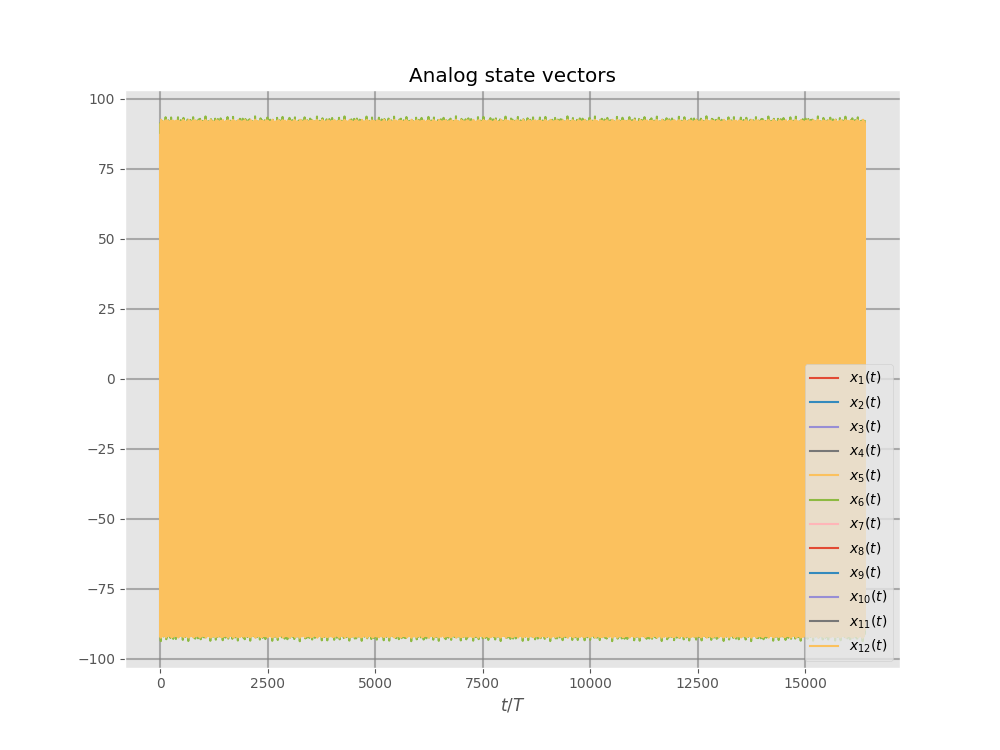 Analog state vectors
100
75
50
25
0
−25
−50
−75
−100
0 2500 5000 7500 10000 12500 15000
t/T
x₁(t)
x₂(t)
x₃(t)
x₄(t)
x₅(t)
x₆(t)
x₇(t)
x₈(t)
x₉(t)
x₁₀(t)
x₁₁(t)
x₁₂(t)